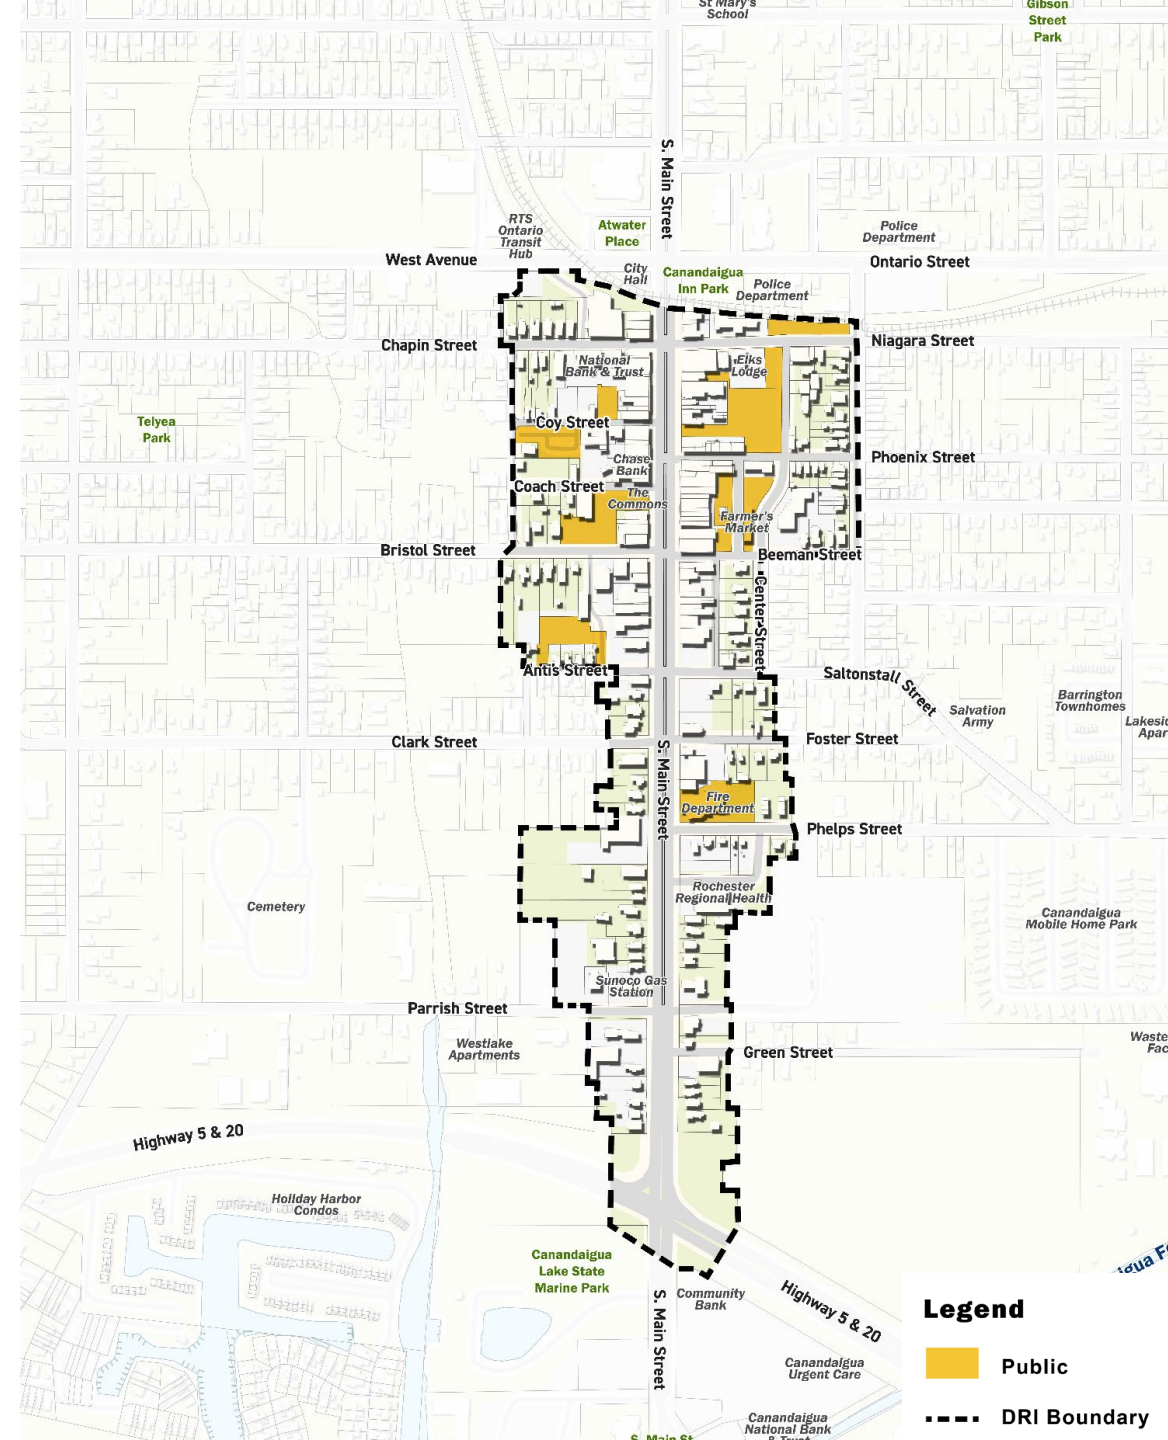 St Mary's
School
Gibson
Street
Park
S. Main Street
RTS
Ontario
Transit
Hub
Atwater
Place
Police
Department
West Avenue
City
Hall
Canandaigua
Inn Park
Police
Department
Ontario Street
Chapin Street
Niagara Street
National
Bank & Trust
Elks
Lodge
Telyea
Park
Coy Street
Chase
Bank
Phoenix Street
Coach Street
The
Commons
Farmer's
Market
Bristol Street
Beeman Street
Center Street
Antis Street
Saltonstall Street
Barrington
Townhomes
Salvation
Army
Clark Street
S. Main Street
Foster Street
Fire
Department
Phelps Street
Rochester
Regional Health
Cemetery
Canandaigua
Mobile Home Park
Sunoco Gas
Station
Parrish Street
Westlake
Apartments
Green Street
Highway 5 & 20
Holiday Harbor
Condos
Canandaigua
Lake State
Marine Park
Community
Bank
S. Main Street
Highway 5 & 20
Canandaigua
Urgent Care
Canandaigua
National Bank
& Trust
S. Main St
Legend
Public
DRI Boundary